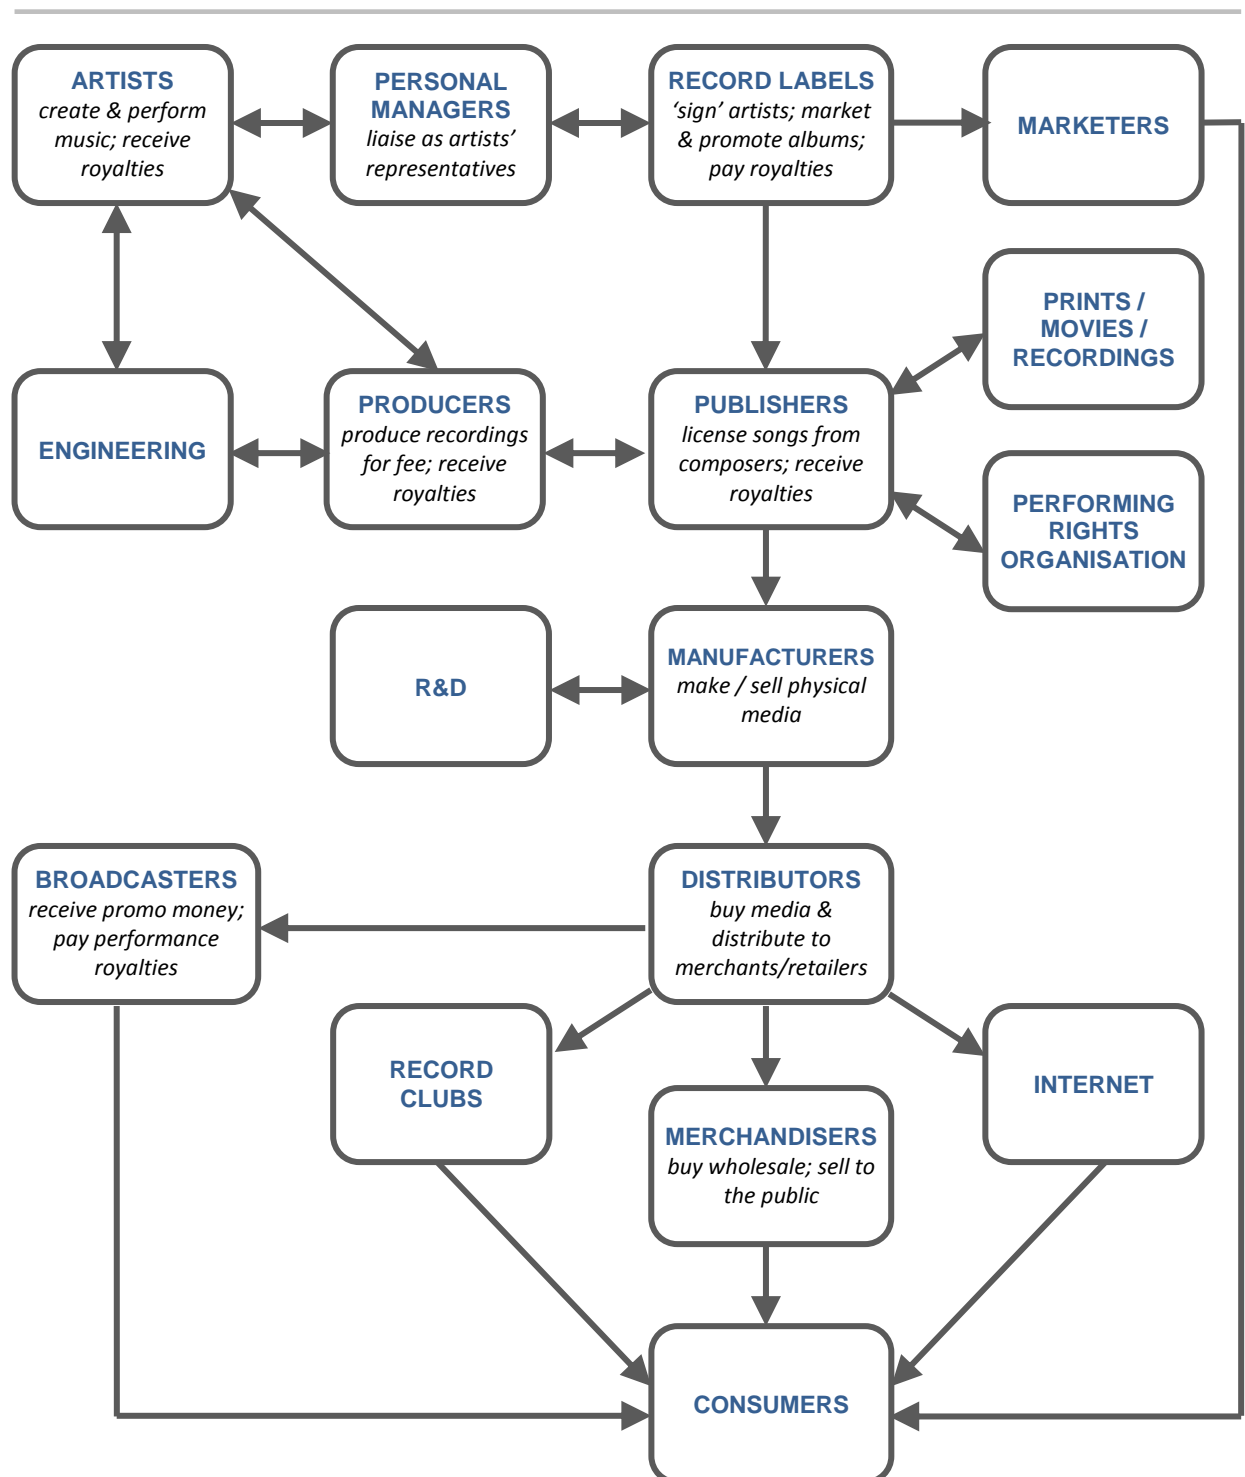 ARTISTS
create & perform
music; receive
royalties
PERSONAL
MANAGERS
liaise as artists’
representatives
RECORD LABELS
‘sign’ artists; market
& promote albums;
pay royalties
MARKETERS
PRINTS /
MOVIES /
RECORDINGS
ENGINEERING
PRODUCERS
produce recordings
for fee; receive
royalties
PUBLISHERS
license songs from
composers; receive
royalties
PERFORMING
RIGHTS
ORGANISATION
R&D
MANUFACTURERS
make / sell physical
media
BROADCASTERS
receive promo money;
pay performance
royalties
DISTRIBUTORS
buy media &
distribute to
merchants/retailers
RECORD
CLUBS
MERCHANDISERS
buy wholesale; sell to
the public
INTERNET
CONSUMERS